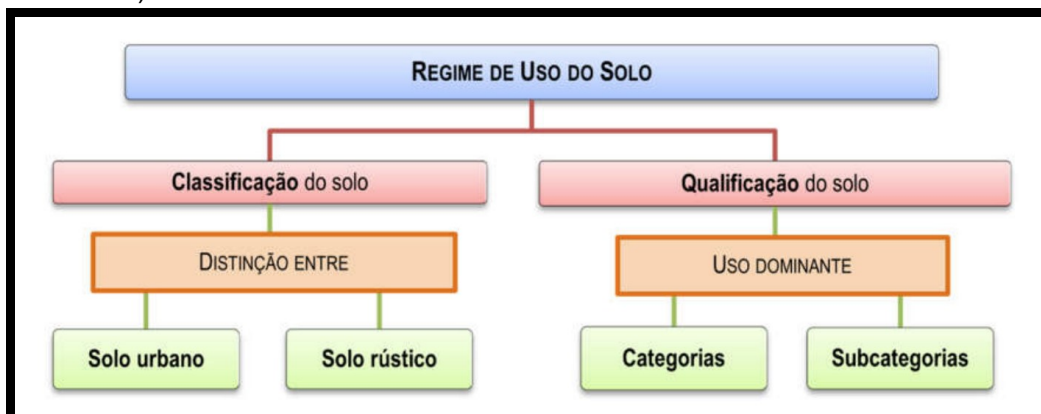 REGIME DE USO DO SOLO
Classificação do solo
Qualificação do solo
DISTINÇÃO ENTRE
USO DOMINANTE
Solo urbano
Solo rústico
Categorias
Subcategorias